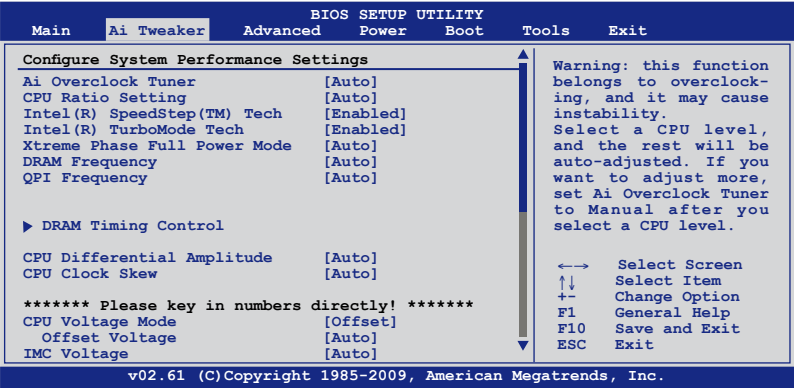 BIOS SETUP UTILITY
Main Ai Tweaker Advanced Power Boot Tools Exit
Configure System Performance Settings
Ai Overclock Tuner [Auto]
CPU Ratio Setting [Auto]
Intel(R) SpeedStep(TM) Tech [Enabled]
Intel(R) TurboMode Tech [Enabled]
Xtreme Phase Full Power Mode [Auto]
DRAM Frequency [Auto]
QPI Frequency [Auto]
DRAM Timing Control
CPU Differential Amplitude [Auto]
CPU Clock Skew [Auto]
******* Please key in numbers directly! *******
CPU Voltage Mode [Offset]
Offset Voltage [Auto]
IMC Voltage [Auto]
Warning: this function
belongs to overclock-
ing, and it may cause
instability.
Select a CPU level,
and the rest will be
auto-adjusted. If you
want to adjust more,
set Ai Overclock Tuner
to Manual after you
select a CPU level.
←→ Select Screen
↑↓ Select Item
+- Change Option
F1 General Help
F10 Save and Exit
ESC Exit
v02.61 (C)Copyright 1985-2009, American Megatrends, Inc.